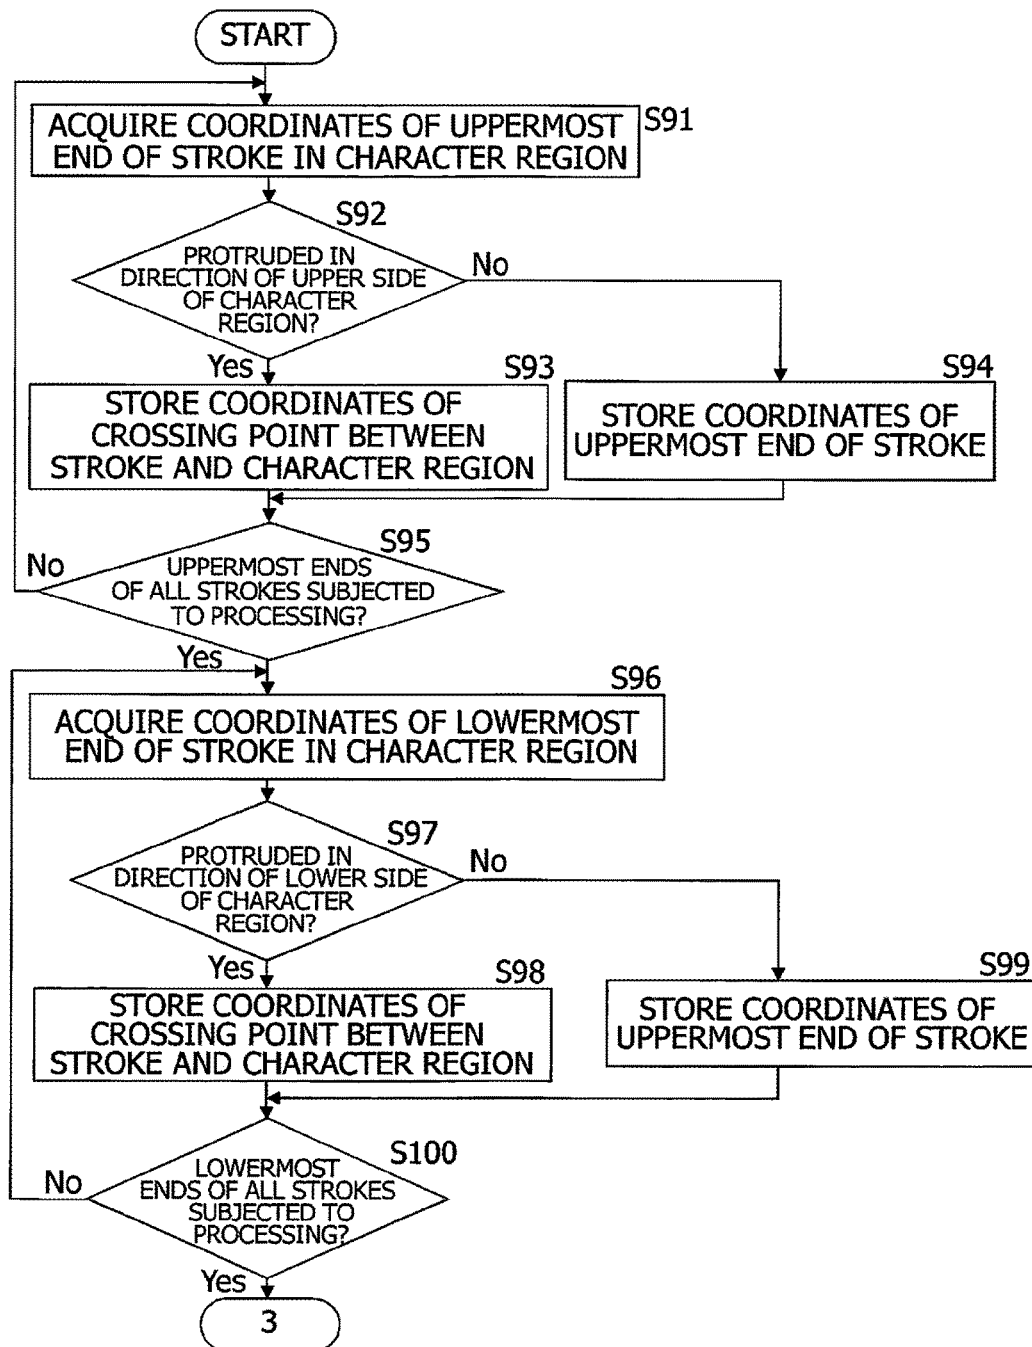 START
S91
ACQUIRE COORDINATES OF UPPERMOST
END OF STROKE IN CHARACTER REGION
S92
PROTRUDED IN
DIRECTION OF UPPER SIDE
OF CHARACTER
REGION?
No
Yes
S93
STORE COORDINATES OF
CROSSING POINT BETWEEN
STROKE AND CHARACTER REGION
S94
STORE COORDINATES OF
UPPERMOST END OF STROKE
S95
No
UPPERMOST ENDS
OF ALL STROKES SUBJECTED
TO PROCESSING?
Yes
S96
ACQUIRE COORDINATES OF LOWERMOST
END OF STROKE IN CHARACTER REGION
S97
PROTRUDED IN
DIRECTION OF LOWER SIDE
OF CHARACTER
REGION?
No
Yes
S98
STORE COORDINATES OF
CROSSING POINT BETWEEN
STROKE AND CHARACTER REGION
S99
STORE COORDINATES OF
UPPERMOST END OF STROKE
S100
No
LOWERMOST
ENDS OF ALL STROKES
SUBJECTED TO
PROCESSING?
Yes
3